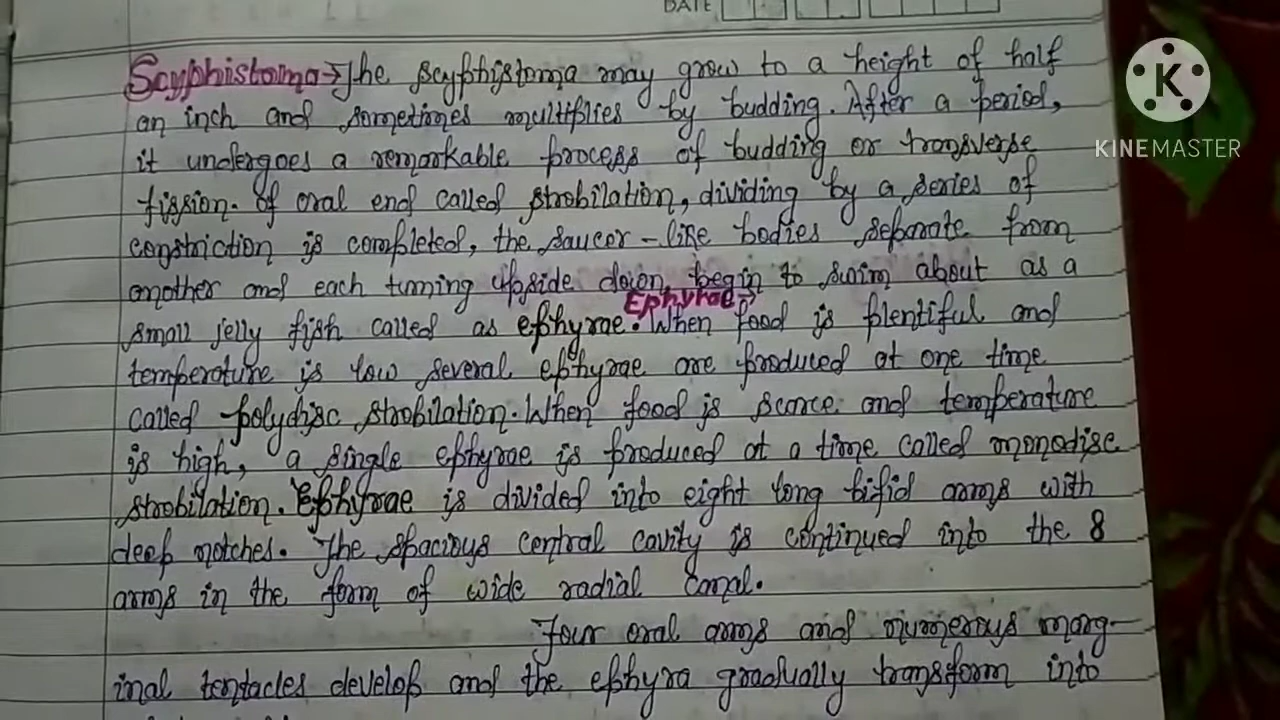 DATE
Scyphistoma→The scyphistoma may grow to a height of half
an inch and sometimes multiplies by budding. After a period,
it undergoes a remarkable process of budding or transverse
fission. Of oral end called strobilation, dividing by a series of
constriction is completed, the saucer-like bodies separate from
another and each turning upside down, begin to swim about as a
Ephyrae→
small jelly fish called as ephyrae. When food is plentiful and
temperature is low several ephyrae are produced at one time
called polydisc strobilation. When food is scarce and temperature
is high, a single ephyrae is produced at a time called monodisc
strobilation. Ephyrae is divided into eight long bifid arms with
deep notches. The spacious central cavity is continued into the 8
arms in the form of wide radial canal.
Four oral arms and numerous marg-
inal tentacles develop and the ephyra gradually transform into
K
KINEMASTER